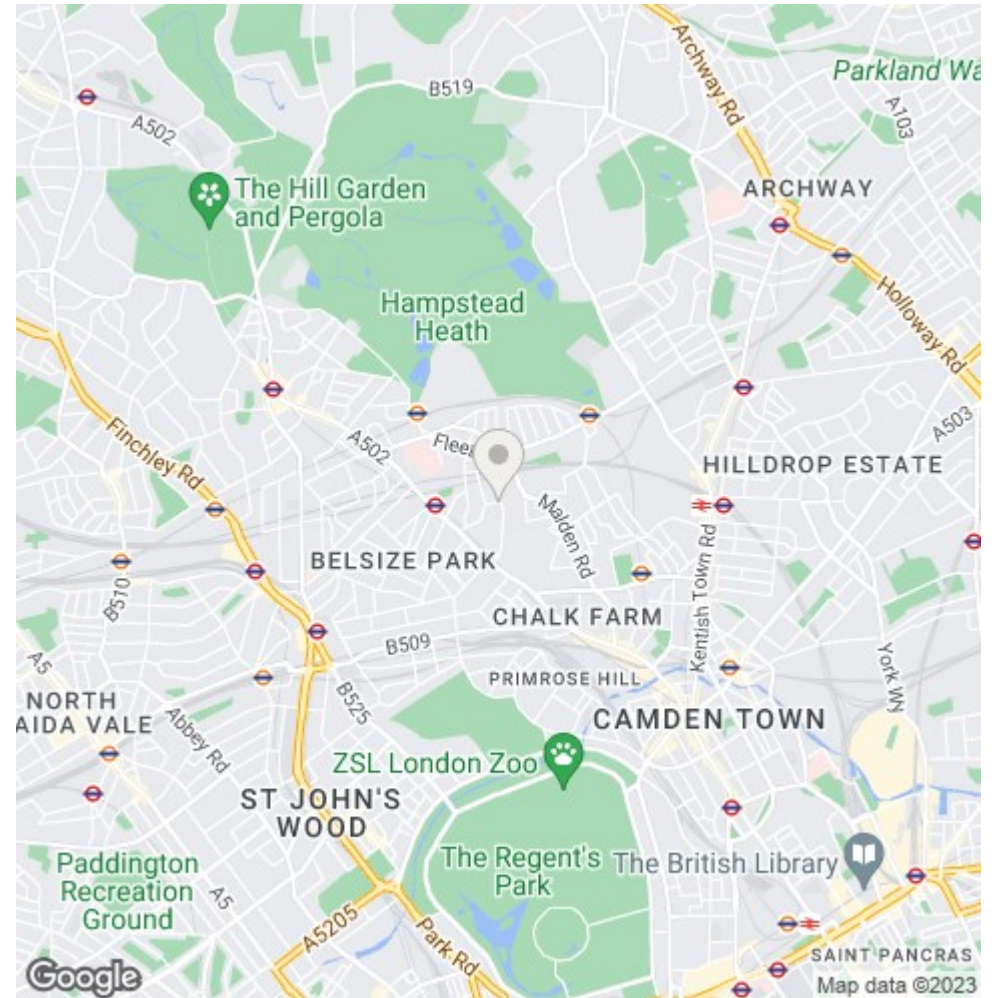 B519
Archway Rd
Parkland Wa
A103
A502
The Hill Garden
and Pergola
ARCHWAY
Hampstead
Heath
Holloway Rd
Finchley Rd
A502
Flee
A503
HILLDROP ESTATE
Malden Rd
BELSIZE PARK
Kentish Town Rd
B510
CHALK FARM
B509
A5
PRIMROSE HILL
York Wy
NORTH
AIDA VALE
Abbey Rd
B525
CAMDEN TOWN
ZSL London Zoo
ST JOHN'S
WOOD
The Regent's
Park
The British Library
Paddington
Recreation
Ground
A5
A5205
Park Rd
SAINT PANCRAS
Google
Map data ©2023